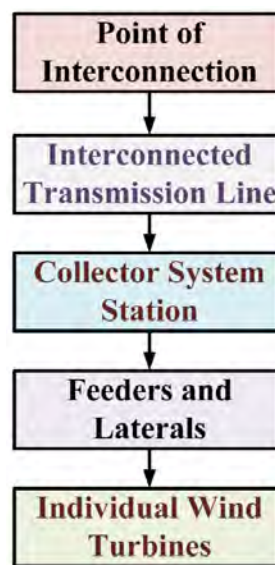 Point of
Interconnection
Interconnected
Transmission Line
Collector System
Station
Feeders and
Laterals
Individual Wind
Turbines